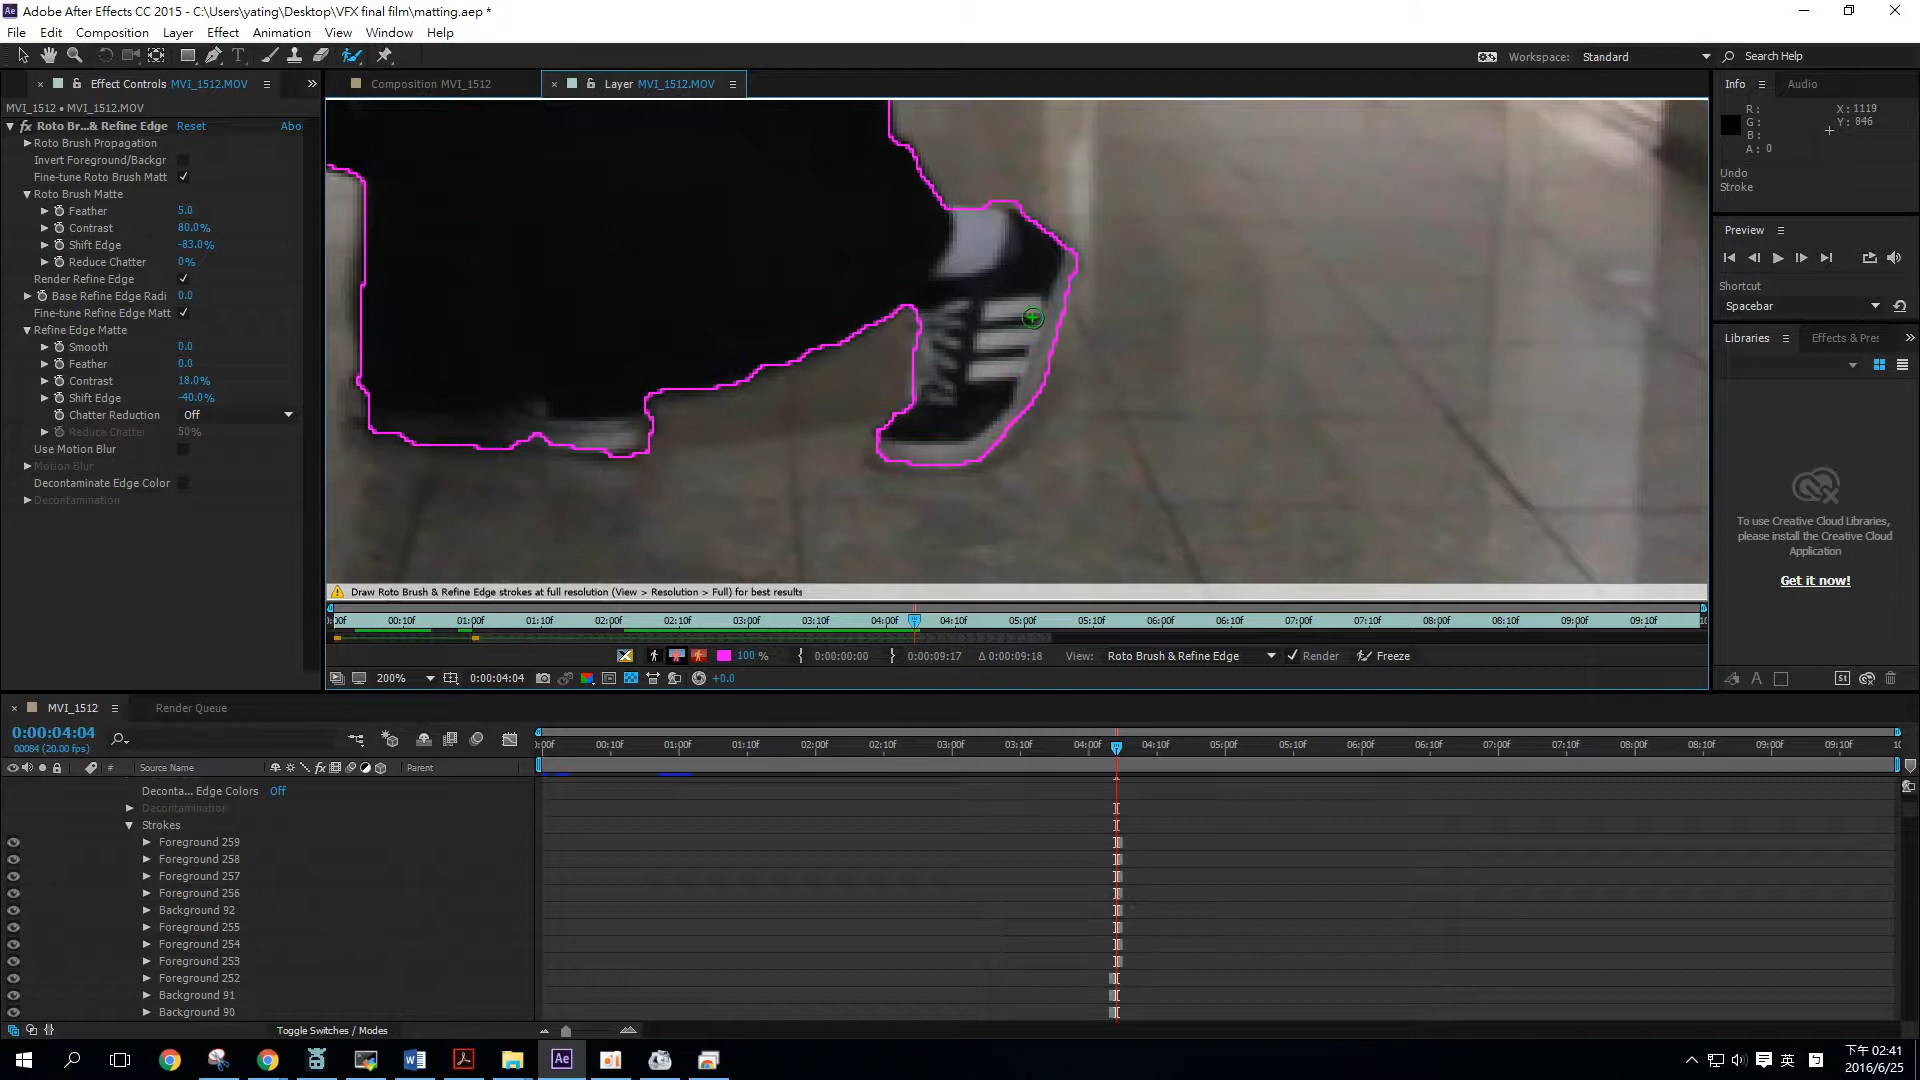 Adobe After Effects CC 2015 - C:\Users\yating\Desktop\VFX final film\matting.aep *
File Edit Composition Layer Effect Animation View Window Help
Workspace: Standard Search Help
Effect Controls MVI_1512.MOV
Composition MVI_1512
Layer MVI_1512.MOV
Info Audio
MVI_1512 • MVI_1512.MOV
fx Roto Br...& Refine Edge Reset Abo
Roto Brush Propagation
Invert Foreground/Backgr
Fine-tune Roto Brush Matt
Roto Brush Matte
Feather 5.0
Contrast 80.0%
Shift Edge -83.0%
Reduce Chatter 0%
Render Refine Edge
Base Refine Edge Radi 0.0
Fine-tune Refine Edge Matt
Refine Edge Matte
Smooth 0.0
Feather 0.0
Contrast 18.0%
Shift Edge -40.0%
Chatter Reduction Off
Reduce Chatter 50%
Use Motion Blur
Motion Blur
Decontaminate Edge Color
Decontamination
R:
G:
B:
A: 0
X: 1119
Y: 846
Undo
Stroke
Preview
Shortcut
Spacebar
Libraries Effects & Pre:
To use Creative Cloud Libraries,
please install the Creative Cloud
Application
Get it now!
Draw Roto Brush & Refine Edge strokes at full resolution (View > Resolution > Full) for best results
00f 00:10f 01:00f 01:10f 02:00f 02:10f 03:00f 03:10f 04:00f 04:10f 05:00f 05:10f 06:00f 06:10f 07:00f 07:10f 08:00f 08:10f 09:00f 09:10f 10
100 % 0:00:00:00 0:00:09:17 Δ 0:00:09:18 View: Roto Brush & Refine Edge Render Freeze
200% 0:00:04:04 +0.0
MVI_1512 Render Queue
0:00:04:04
00084 (20.00 fps)
:00f 00:10f 01:00f 01:10f 02:00f 02:10f 03:00f 03:10f 04:00f 04:10f 05:00f 05:10f 06:00f 06:10f 07:00f 07:10f 08:00f 08:10f 09:00f 09:10f 10
# Source Name fx Parent
Deconta... Edge Colors Off
Decontamination
Strokes
Foreground 259
Foreground 258
Foreground 257
Foreground 256
Background 92
Foreground 255
Foreground 254
Foreground 253
Foreground 252
Background 91
Background 90
Toggle Switches / Modes
英
下午 02:41
2016/6/25